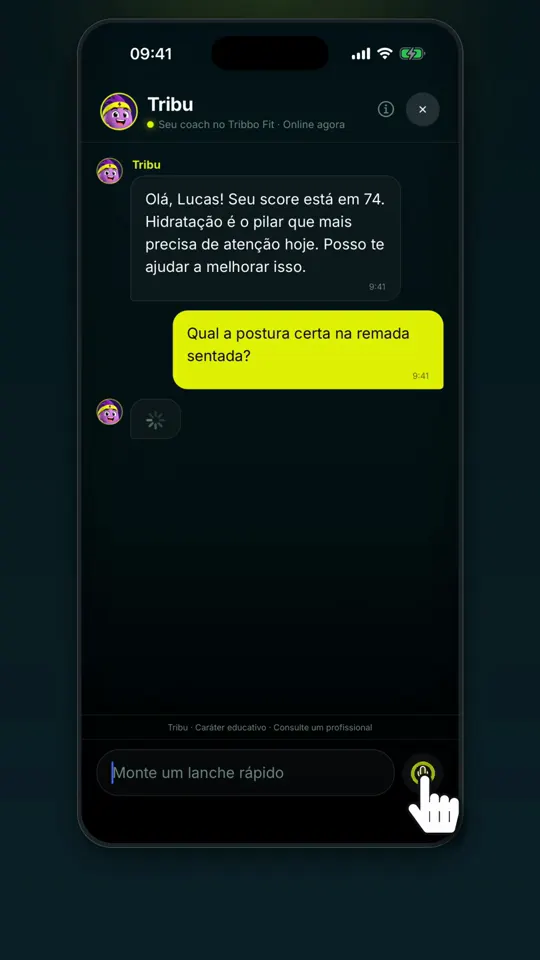 09:41
Tribu
Seu coach no Tribbo Fit · Online agora
Tribu
Olá, Lucas! Seu score está em 74.
Hidratação é o pilar que mais
precisa de atenção hoje. Posso te
ajudar a melhorar isso.
9:41
Qual a postura certa na remada
sentada?
9:41
Tribu · Caráter educativo · Consulte um profissional
Monte um lanche rápido